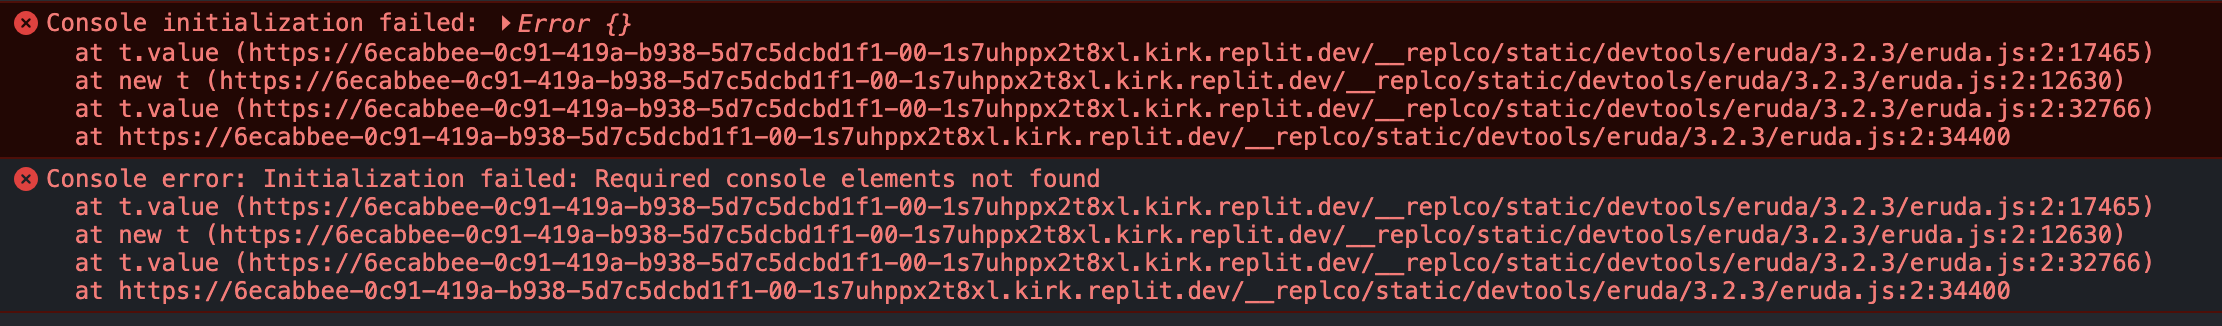 Console initialization failed: ▶Error {}
at t.value (https://6ecabbee-0c91-419a-b938-5d7c5dcbd1f1-00-1s7uhppx2t8xl.kirk.replit.dev/__replco/static/devtools/eruda/3.2.3/eruda.js:2:17465)
at new t (https://6ecabbee-0c91-419a-b938-5d7c5dcbd1f1-00-1s7uhppx2t8xl.kirk.replit.dev/__replco/static/devtools/eruda/3.2.3/eruda.js:2:12630)
at t.value (https://6ecabbee-0c91-419a-b938-5d7c5dcbd1f1-00-1s7uhppx2t8xl.kirk.replit.dev/__replco/static/devtools/eruda/3.2.3/eruda.js:2:32766)
at https://6ecabbee-0c91-419a-b938-5d7c5dcbd1f1-00-1s7uhppx2t8xl.kirk.replit.dev/__replco/static/devtools/eruda/3.2.3/eruda.js:2:34400
Console error: Initialization failed: Required console elements not found
at t.value (https://6ecabbee-0c91-419a-b938-5d7c5dcbd1f1-00-1s7uhppx2t8xl.kirk.replit.dev/__replco/static/devtools/eruda/3.2.3/eruda.js:2:17465)
at new t (https://6ecabbee-0c91-419a-b938-5d7c5dcbd1f1-00-1s7uhppx2t8xl.kirk.replit.dev/__replco/static/devtools/eruda/3.2.3/eruda.js:2:12630)
at t.value (https://6ecabbee-0c91-419a-b938-5d7c5dcbd1f1-00-1s7uhppx2t8xl.kirk.replit.dev/__replco/static/devtools/eruda/3.2.3/eruda.js:2:32766)
at https://6ecabbee-0c91-419a-b938-5d7c5dcbd1f1-00-1s7uhppx2t8xl.kirk.replit.dev/__replco/static/devtools/eruda/3.2.3/eruda.js:2:34400